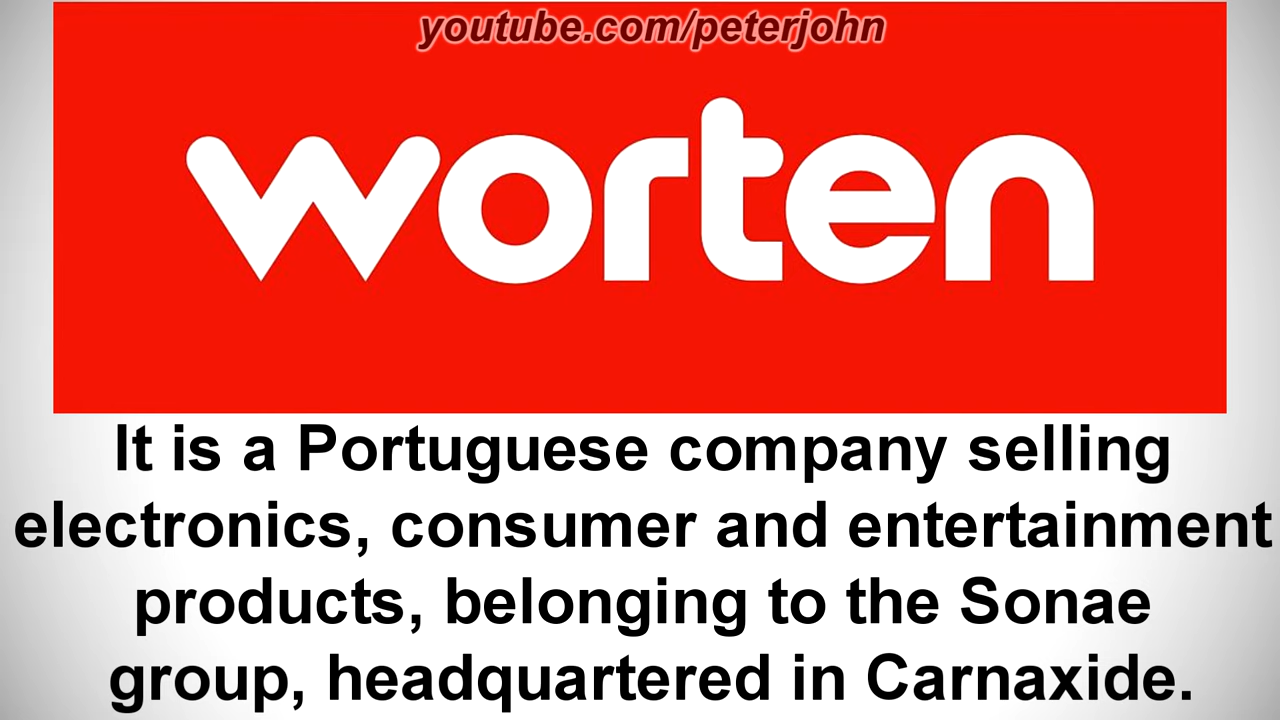 youtube.com/peterjohn
worten
It is a Portuguese company selling
electronics, consumer and entertainment
products, belonging to the Sonae
group, headquartered in Carnaxide.